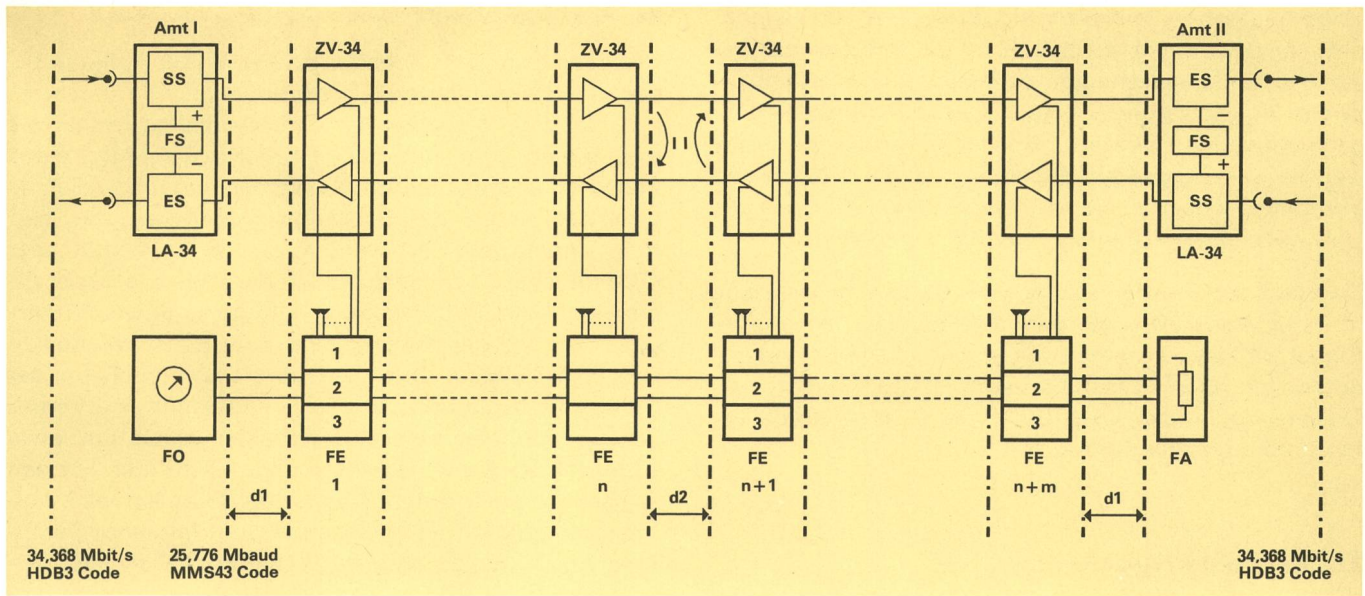 Amt I
Amt II
ZV-34
ZV-34
ZV-34
ZV-34
SS
+
FS
−
ES
LA-34
ES
−
FS
+
SS
LA-34
1
2
3
1
2
3
1
2
3
FO
FE
FE
FE
FE
FA
1
n
n+1
n+m
d1
d2
d1
34,368 Mbit/s
HDB3 Code
25,776 Mbaud
MMS43 Code
34,368 Mbit/s
HDB3 Code